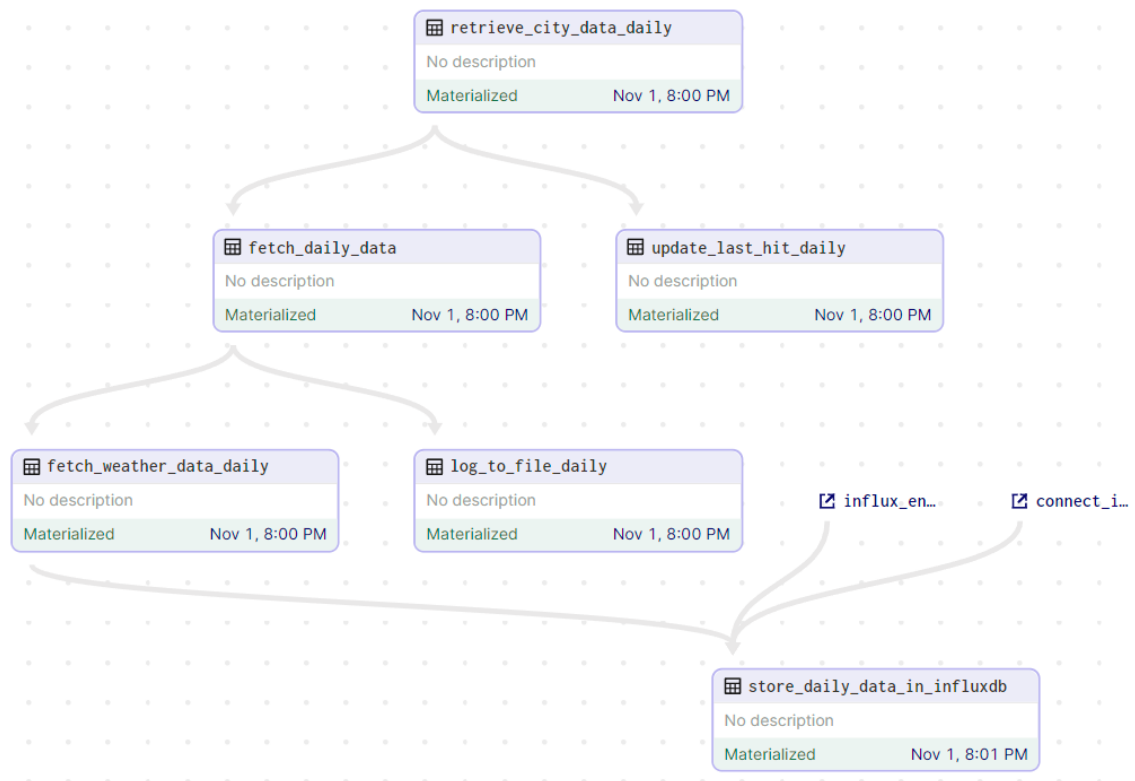 retrieve_city_data_daily
No description
Materialized Nov 1, 8:00 PM
fetch_daily_data
No description
Materialized Nov 1, 8:00 PM
update_last_hit_daily
No description
Materialized Nov 1, 8:00 PM
fetch_weather_data_daily
No description
Materialized Nov 1, 8:00 PM
log_to_file_daily
No description
Materialized Nov 1, 8:00 PM
influx_en…
connect_i…
store_daily_data_in_influxdb
No description
Materialized Nov 1, 8:01 PM